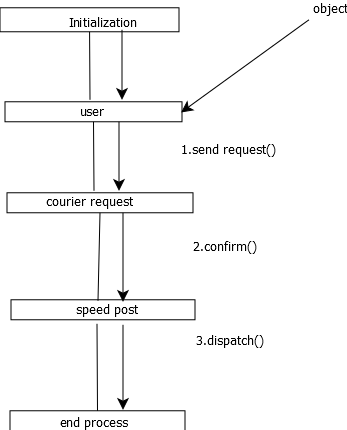 object
Initialization
user
1.send request()
courier request
2.confirm()
speed post
3.dispatch()
end process